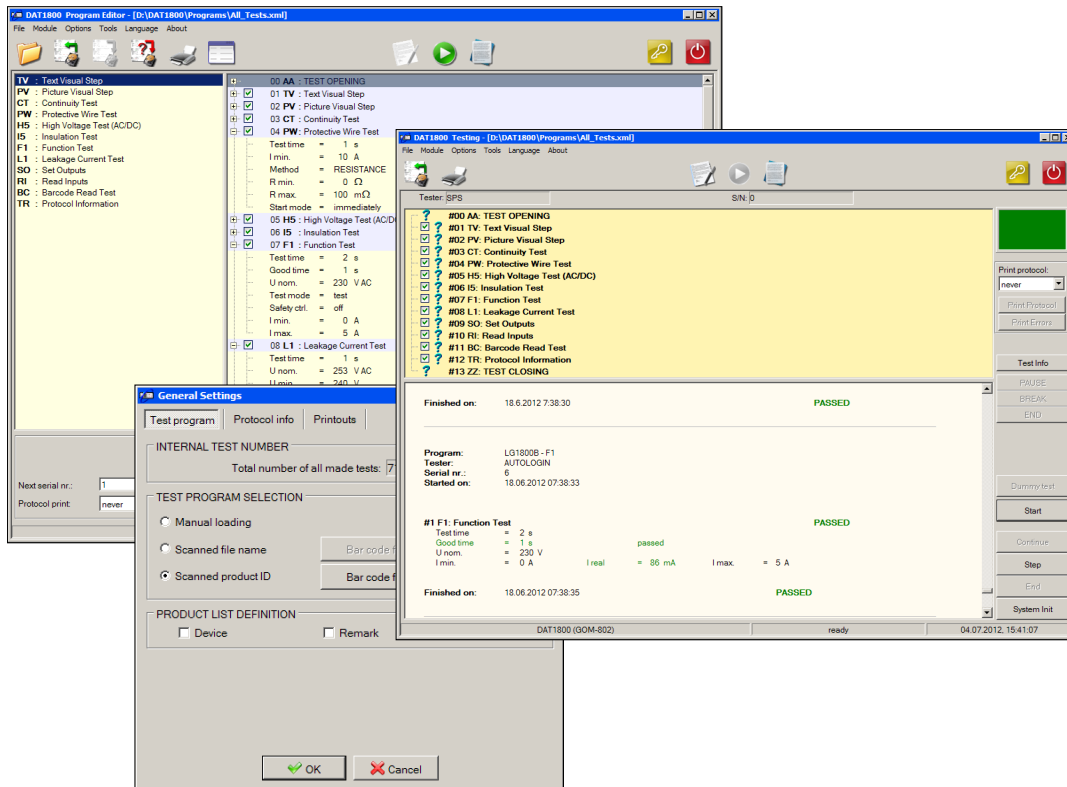 DAT1800 Program Editor - [D:\DAT1800\Programs\All_Tests.xml]
File Module Options Tools Language About
TV : Text Visual Step
PV : Picture Visual Step
CT : Continuity Test
PW : Protective Wire Test
H5 : High Voltage Test (AC/DC)
I5 : Insulation Test
F1 : Function Test
L1 : Leakage Current Test
SO : Set Outputs
RI : Read Inputs
BC : Barcode Read Test
TR : Protocol Information
Next serial nr.: 1
Protocol print: never
00 AA : TEST OPENING
01 TV : Text Visual Step
02 PV : Picture Visual Step
03 CT : Continuity Test
04 PW: Protective Wire Test
Test time = 1 s
I min. = 10 A
Method = RESISTANCE
R min. = 0 Ω
R max. = 100 mΩ
Start mode = immediately
05 H5 : High Voltage Test (AC/D
06 I5 : Insulation Test
07 F1 : Function Test
Test time = 2 s
Good time = 1 s
U nom. = 230 V AC
Test mode = test
Safety ctrl. = off
I min. = 0 A
I max. = 5 A
08 L1 : Leakage Current Test
Test time = 1 s
U nom. = 253 V AC
U min. = 240 V
DAT1800 Testing - [D:\DAT1800\Programs\All_Tests.xml]
File Module Options Tools Language About
Tester: SPS S/N: 0
#00 AA: TEST OPENING
#01 TV: Text Visual Step
#02 PV: Picture Visual Step
#03 CT: Continuity Test
#04 PW: Protective Wire Test
#05 H5: High Voltage Test (AC/DC)
#06 I5: Insulation Test
#07 F1: Function Test
#08 L1: Leakage Current Test
#09 SO: Set Outputs
#10 RI: Read Inputs
#11 BC: Barcode Read Test
#12 TR: Protocol Information
#13 ZZ: TEST CLOSING
Finished on: 18.6.2012 7:38:30 PASSED
Program: LG1800B - F1
Tester: AUTOLOGIN
Serial nr.: 6
Started on: 18.06.2012 07:38:33
#1 F1: Function Test PASSED
Test time = 2 s
Good time = 1 s passed
U nom. = 230 V
I min. = 0 A I real = 86 mA I max. = 5 A
Finished on: 18.06.2012 07:38:35 PASSED
Print protocol:
never
Print Protocol
Print Errors
Test Info
PAUSE
BREAK
END
Dummy test
Start
Continue
Step
End
System Init
DAT1800 (GOM-802) ready 04.07.2012, 15:41:07
General Settings
Test program Protocol info Printouts
INTERNAL TEST NUMBER
Total number of all made tests: 7
TEST PROGRAM SELECTION
Manual loading
Scanned file name Bar code f
Scanned product ID Bar code f
PRODUCT LIST DEFINITION
Device Remark
OK Cancel